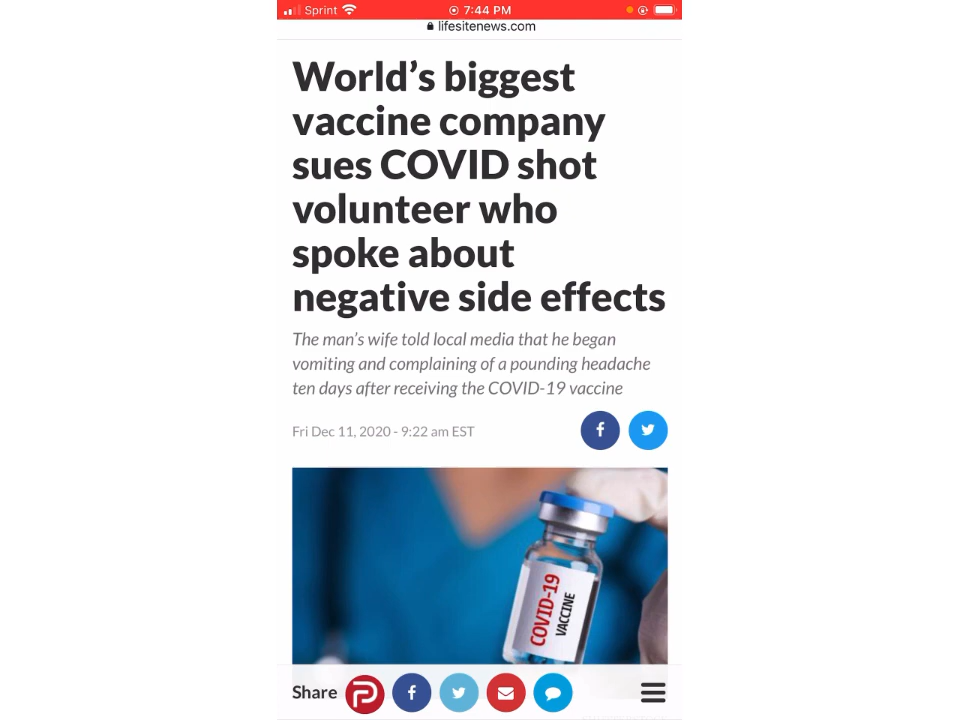 Sprint 7:44 PM
lifesitenews.com
World's biggest
vaccine company
sues COVID shot
volunteer who
spoke about
negative side effects
The man's wife told local media that he began
vomiting and complaining of a pounding headache
ten days after receiving the COVID-19 vaccine
Fri Dec 11, 2020 - 9:22 am EST
COVID-19
VACCINE
Share